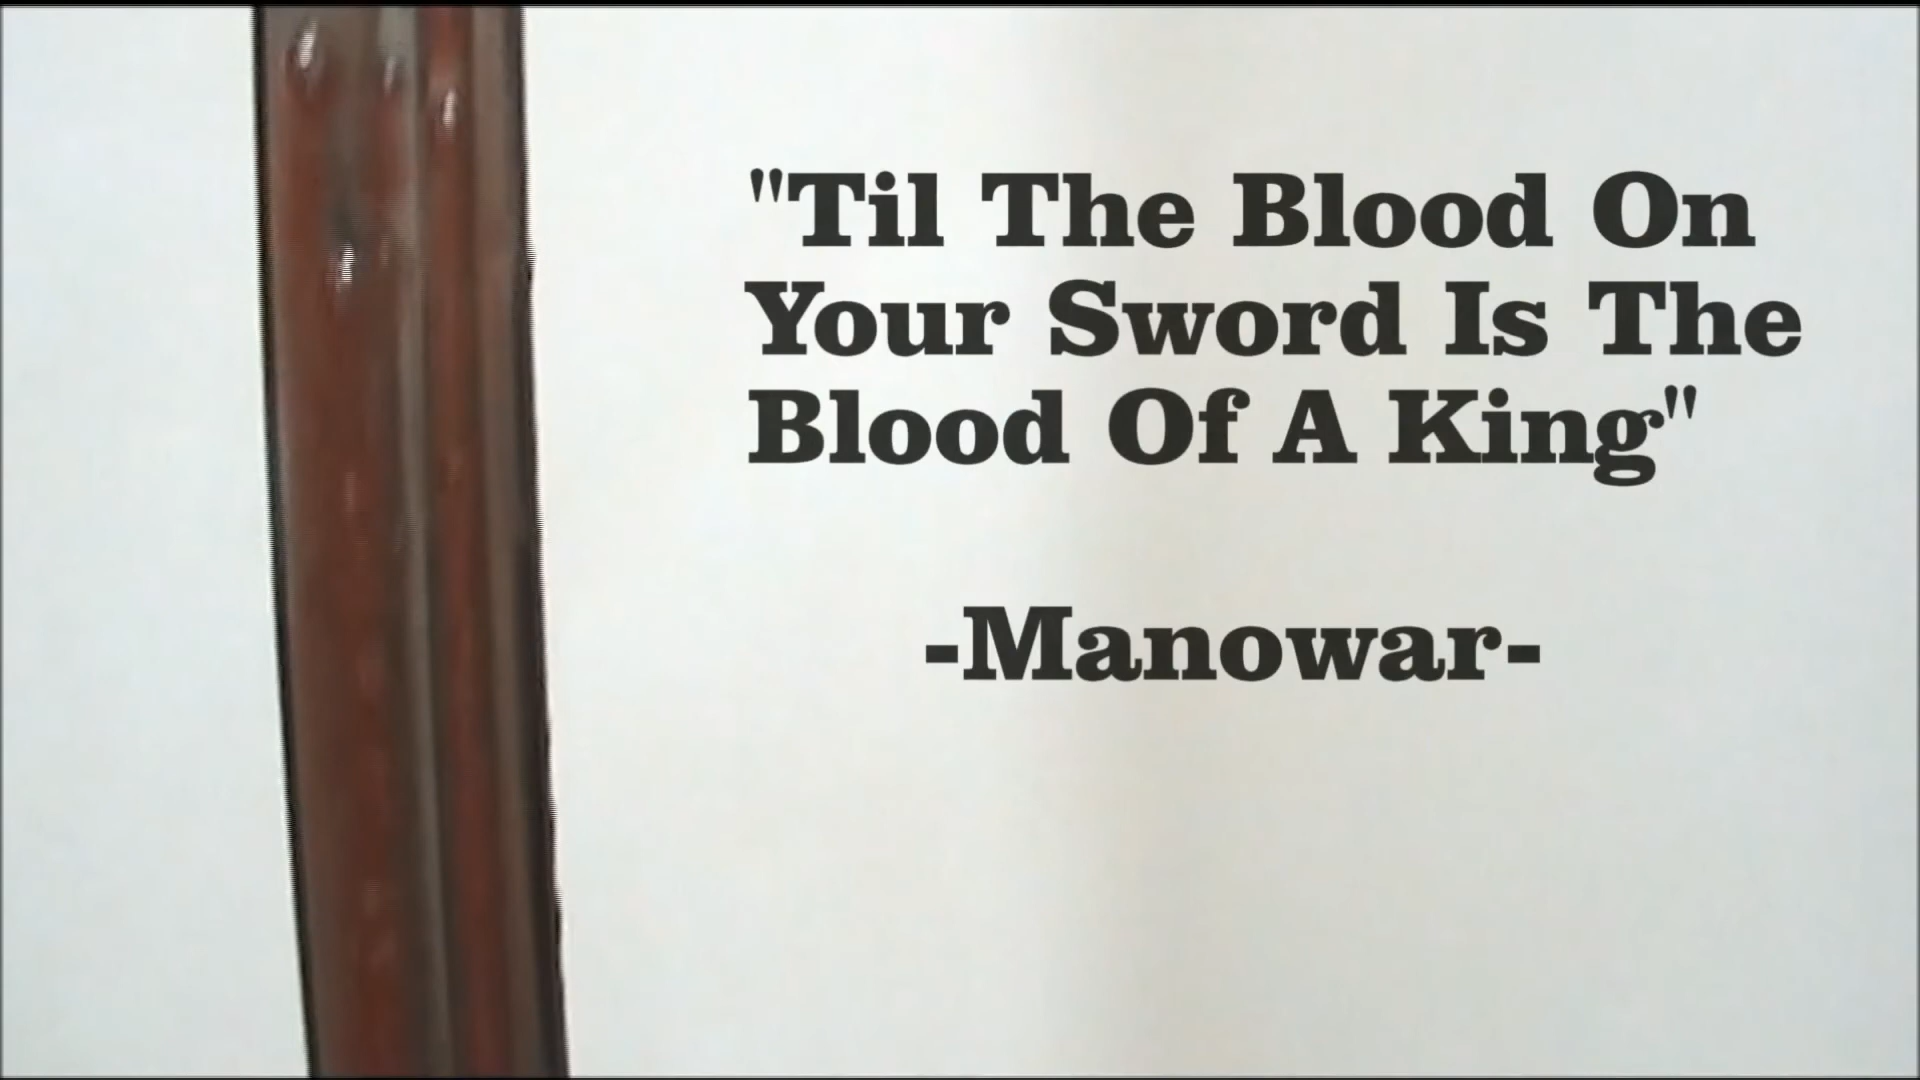 "Til The Blood On
Your Sword Is The
Blood Of A King"
-Manowar-